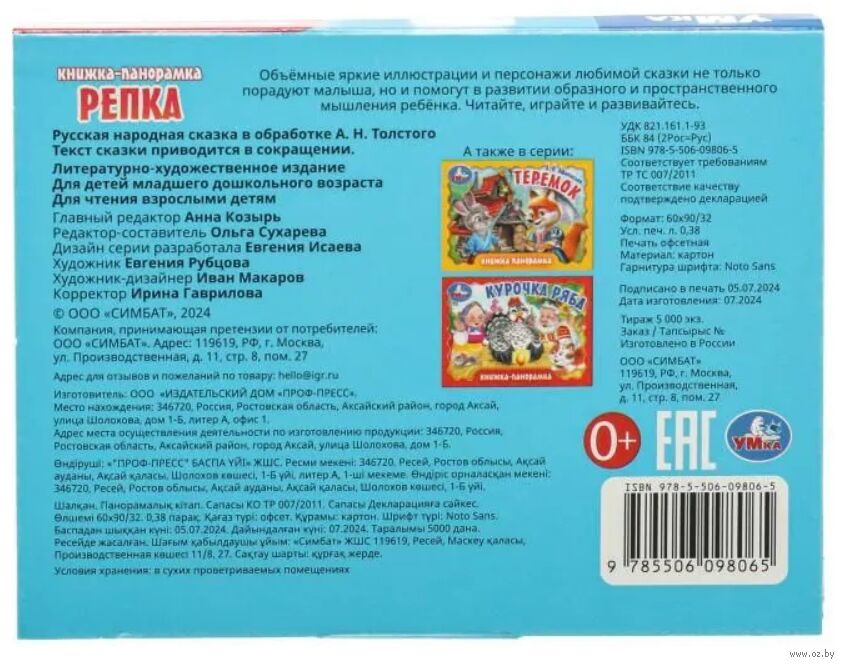 УМка
КНИЖКА-ПАНОРАМКА
РЕПКА
Объёмные яркие иллюстрации и персонажи любимой сказки не только
порадуют малыша, но и помогут в развитии образного и пространственного
мышления ребёнка. Читайте, играйте и развивайтесь.
Русская народная сказка в обработке А. Н. Толстого
Текст сказки приводится в сокращении.
Литературно-художественное издание
Для детей младшего дошкольного возраста
Для чтения взрослыми детям
Главный редактор Анна Козырь
Редактор-составитель Ольга Сухарева
Дизайн серии разработала Евгения Исаева
Художник Евгения Рубцова
Художник-дизайнер Иван Макаров
Корректор Ирина Гаврилова
© ООО «СИМБАТ», 2024
Компания, принимающая претензии от потребителей:
ООО «СИМБАТ». Адрес: 119619, РФ, г. Москва,
ул. Производственная, д. 11, стр. 8, пом. 27
Адрес для отзывов и пожеланий по товару: hello@igr.ru
Изготовитель: ООО «ИЗДАТЕЛЬСКИЙ ДОМ «ПРОФ-ПРЕСС».
Место нахождения: 346720, Россия, Ростовская область, Аксайский район, город Аксай,
улица Шолохова, дом 1-Б, литер А, офис 1.
Адрес места осуществления деятельности по изготовлению продукции: 346720, Россия,
Ростовская область, Аксайский район, город Аксай, улица Шолохова, дом 1-Б.
Өндіруші: «"ПРОФ-ПРЕСС" БАСПА ҮЙІ» ЖШС. Ресми мекені: 346720, Ресей, Ростов облысы, Ақсай
ауданы, Ақсай қаласы, Шолохов көшесі, 1-Б үйі, литер А, 1-ші мекеме. Өндіріс орналасқан мекені:
346720, Ресей, Ростов облысы, Ақсай ауданы, Ақсай қаласы, Шолохов көшесі, 1-Б үйі.
Шалқан. Панорамалық кітап. Сапасы КО ТР 007/2011. Сапасы Декларацияға сәйкес.
Өлшемі 60х90/32. 0,38 парақ. Қағаз түрі: офсет. Құрамы: картон. Шрифт түрі: Noto Sans.
Баспадан шыққан күні: 05.07.2024. Дайындалған күні: 07.2024. Таралымы 5000 дана.
Ресейде жасалған. Шағым қабылдаушы ұйым: «Симбат» ЖШС 119619, Ресей, Маскеу қаласы,
Производственная көшесі 11/8, 27. Сақтау шарты: құрғақ жерде.
Условия хранения: в сухих проветриваемых помещениях
А также в серии:
УМка
ТЕРЕМОК
КНИЖКА-ПАНОРАМКА
УМка
КУРОЧКА РЯБА
КНИЖКА-ПАНОРАМКА
УДК 821.161.1-93
ББК 84 (2Рос=Рус)
ISBN 978-5-506-09806-5
Соответствует требованиям
ТР ТС 007/2011
Соответствие качеству
подтверждено декларацией
Формат: 60х90/32
Усл. печ. л. 0,38
Печать офсетная
Материал: картон
Гарнитура шрифта: Noto Sans
Подписано в печать 05.07.2024
Дата изготовления: 07.2024
Тираж 5 000 экз.
Заказ / Тапсырыс №
Изготовлено в России
ООО «СИМБАТ»
119619, РФ, г. Москва,
ул. Производственная,
д. 11, стр. 8, пом. 27
0+
EAC
УМка
ISBN 978-5-506-09806-5
9 785506 098065
www.oz.by